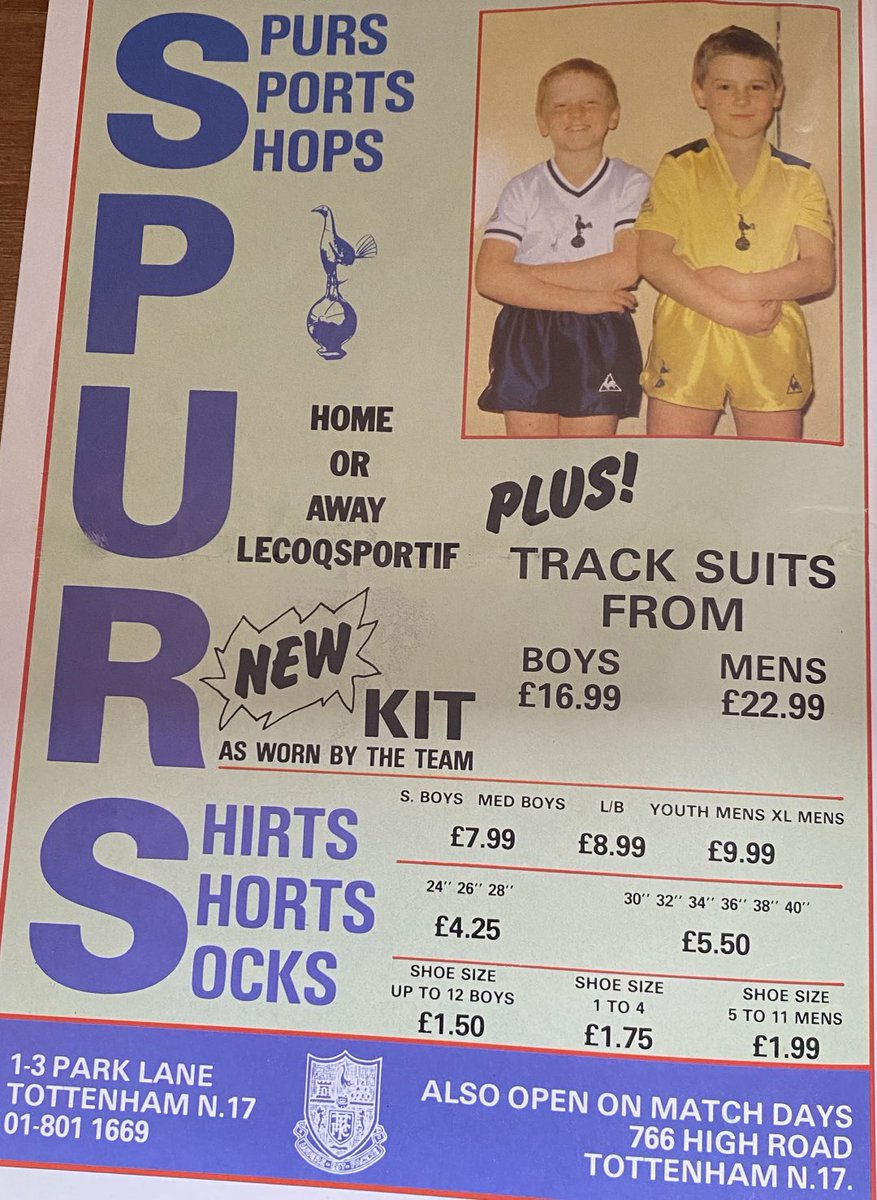 SPURS
SPORTS
SHOPS
P
U
R
HOME
OR
AWAY
LECOQSPORTIF
NEW
KIT
AS WORN BY THE TEAM
PLUS!
TRACK SUITS
FROM
BOYS MENS
£16.99 £22.99
S. BOYS MED BOYS L/B YOUTH MENS XL MENS
SHIRTS £7.99 £8.99 £9.99
24" 26" 28" 30" 32" 34" 36" 38" 40"
SHORTS £4.25 £5.50
SHOE SIZE UP TO 12 BOYS SHOE SIZE 1 TO 4 SHOE SIZE 5 TO 11 MENS
SOCKS £1.50 £1.75 £1.99
1-3 PARK LANE
TOTTENHAM N.17
01-801 1669
ALSO OPEN ON MATCH DAYS
766 HIGH ROAD
TOTTENHAM N.17.